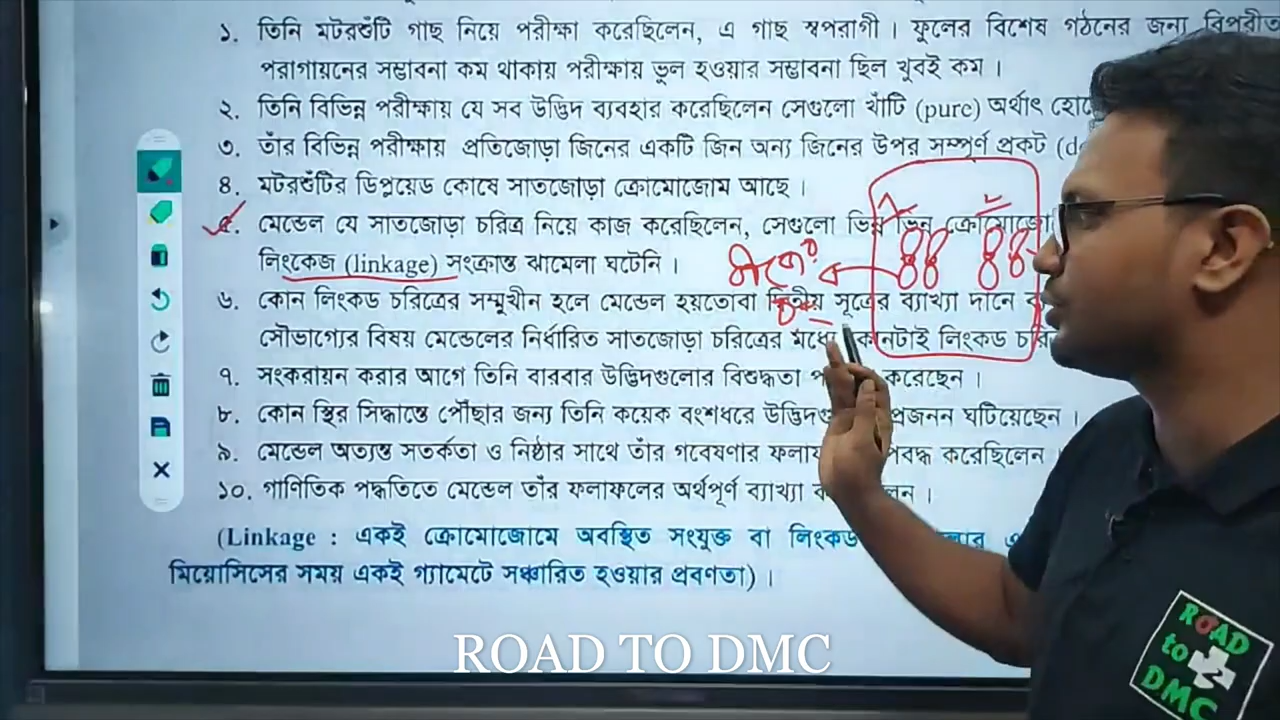 ১. তিনি মটরশুঁটি গাছ নিয়ে পরীক্ষা করেছিলেন, এ গাছ স্বপরাগী। ফুলের বিশেষ গঠনের জন্য বিপরীত
পরাগায়নের সম্ভাবনা কম থাকায় পরীক্ষায় ভুল হওয়ার সম্ভাবনা ছিল খুবই কম।
২. তিনি বিভিন্ন পরীক্ষায় যে সব উদ্ভিদ ব্যবহার করেছিলেন সেগুলো খাঁটি (pure) অর্থাৎ
৩. তাঁর বিভিন্ন পরীক্ষায় প্রতিজোড়া জিনের একটি জিন অন্য জিনের উপর সম্পূর্ণ প্রকট
৪. মটরশুঁটির ডিপ্লয়েড কোষে সাতজোড়া ক্রোমোজোম আছে।
৫. মেন্ডেল যে সাতজোড়া চরিত্র নিয়ে কাজ করেছিলেন, সেগুলো ভিন্ন ভিন্ন
লিংকেজ (linkage) সংক্রান্ত ঝামেলা ঘটেনি।
৬. কোন লিংকড চরিত্রের সম্মুখীন হলে মেন্ডেল হয়তোবা দ্বিতীয় সূত্রের ব্যাখ্যা দানে
সৌভাগ্যের বিষয় মেন্ডেলের নির্ধারিত সাতজোড়া চরিত্রের মধ্যে কোনটাই লিংকড
৭. সংকরায়ন করার আগে তিনি বারবার উদ্ভিদগুলোর বিশুদ্ধতা করেছেন।
৮. কোন স্থির সিদ্ধান্তে পৌঁছার জন্য তিনি কয়েক বংশধরে প্রজনন ঘটিয়েছেন।
৯. মেন্ডেল অত্যন্ত সতর্কতা ও নিষ্ঠার সাথে তাঁর গবেষণার করেছিলেন
১০. গাণিতিক পদ্ধতিতে মেন্ডেল তাঁর ফলাফলের অর্থপূর্ণ ব্যাখ্যা
(Linkage : একই ক্রোমোজোমে অবস্থিত সংযুক্ত বা
মিয়োসিসের সময় একই গ্যামেটে সঞ্চারিত হওয়ার প্রবণতা)।
ROAD TO DMC
ROAD
to
DMC